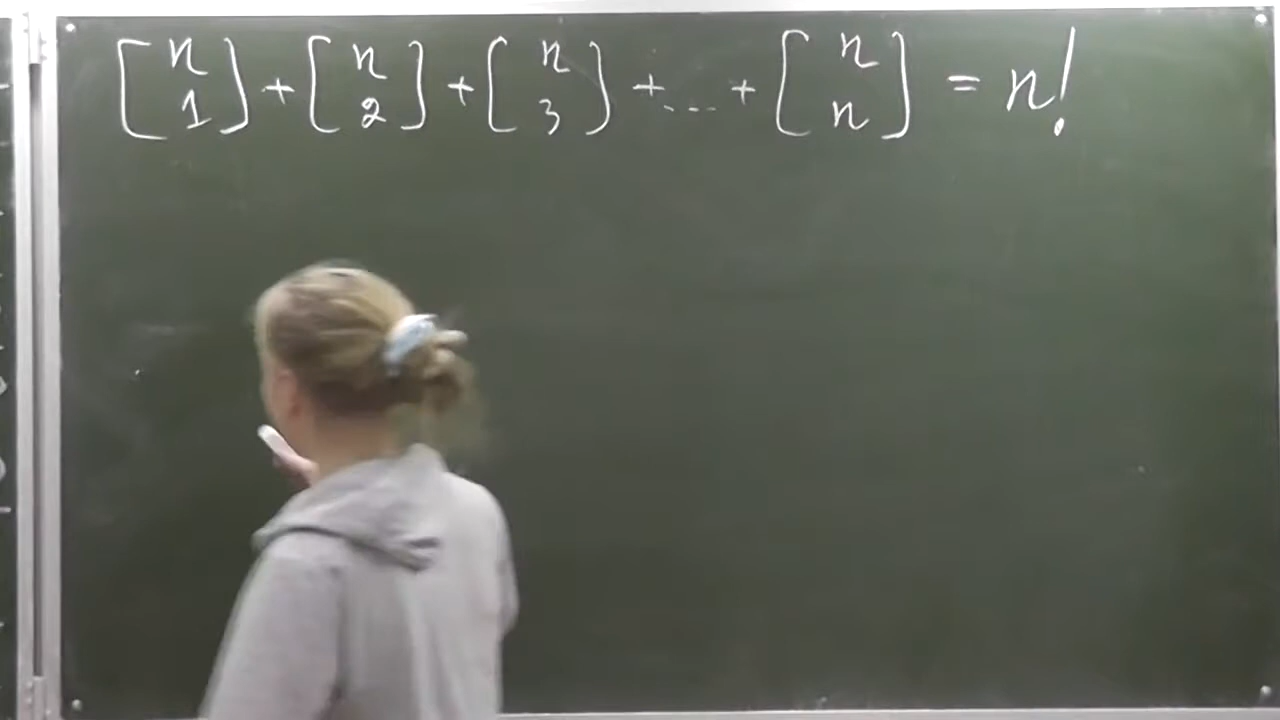 [n 1] + [n 2] + [n 3] + ... + [n n] = n!